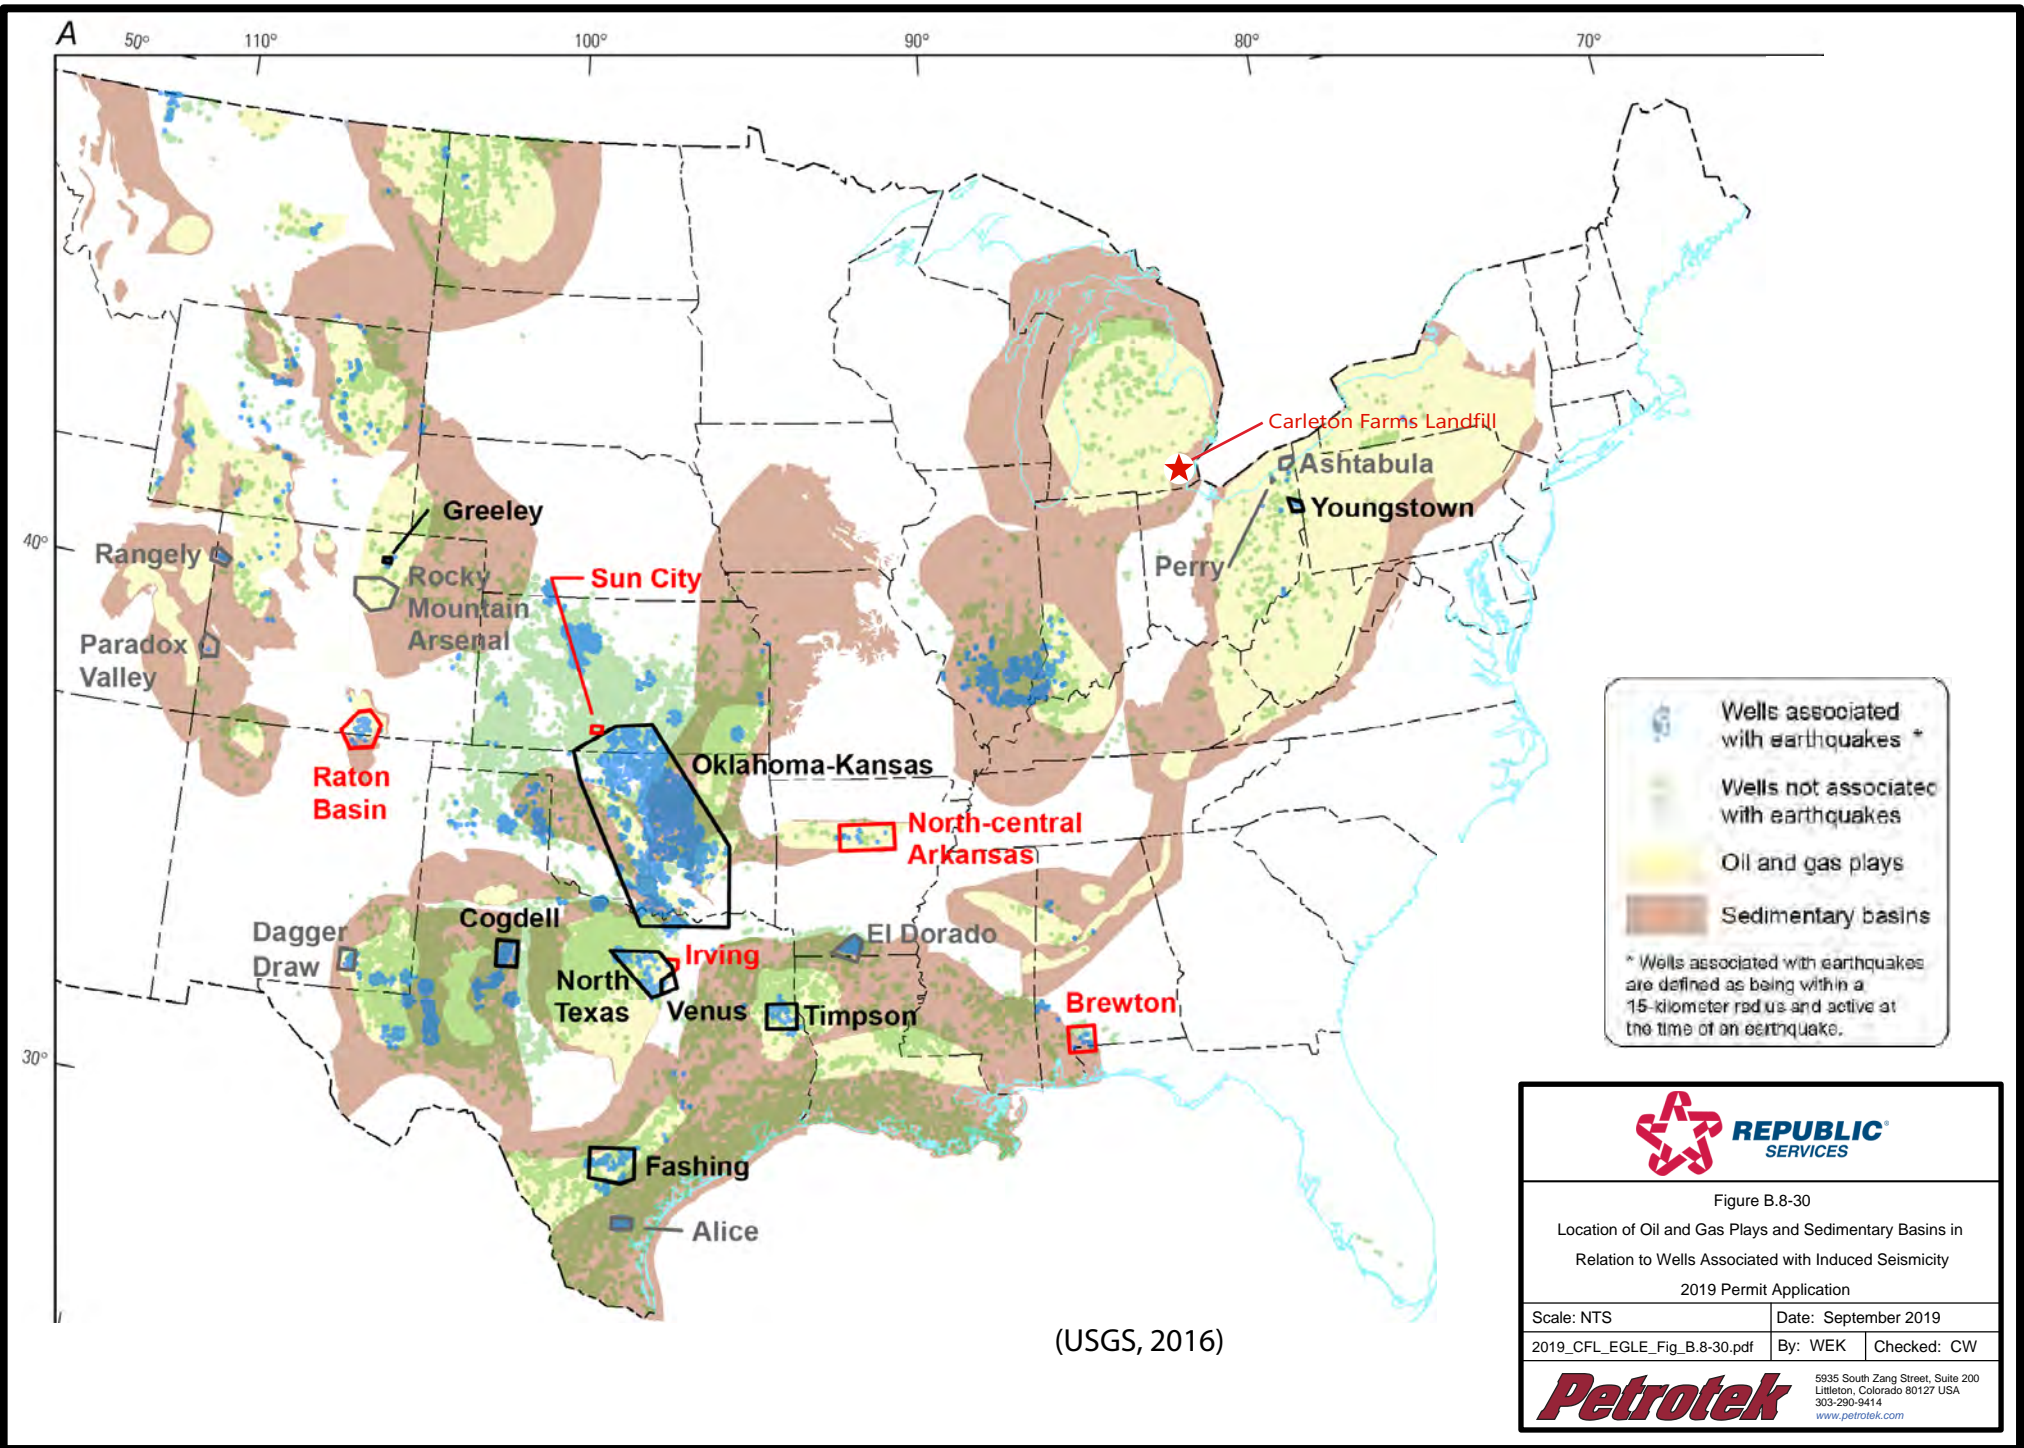 A
50°
110°
100°
90°
80°
70°
40°
30°
Carleton Farms Landfill
Ashtabula
Youngstown
Perry
Greeley
Rangely
Rocky
Mountain
Arsenal
Sun City
Paradox
Valley
Raton
Basin
Oklahoma-Kansas
North-central
Arkansas
Cogdell
Dagger
Draw
El Dorado
Irving
North
Texas
Venus
Timpson
Brewton
Fashing
Alice
Wells associated
with earthquakes *
Wells not associated
with earthquakes
Oil and gas plays
Sedimentary basins
* Wells associated with earthquakes
are defined as being within a
15-kilometer radius and active at
the time of an earthquake.
(USGS, 2016)
REPUBLIC®
SERVICES
Figure B.8-30
Location of Oil and Gas Plays and Sedimentary Basins in
Relation to Wells Associated with Induced Seismicity
2019 Permit Application
Scale: NTS
Date: September 2019
2019_CFL_EGLE_Fig_B.8-30.pdf
By: WEK
Checked: CW
Petrotek
5935 South Zang Street, Suite 200
Littleton, Colorado 80127 USA
303-290-9414
www.petrotek.com